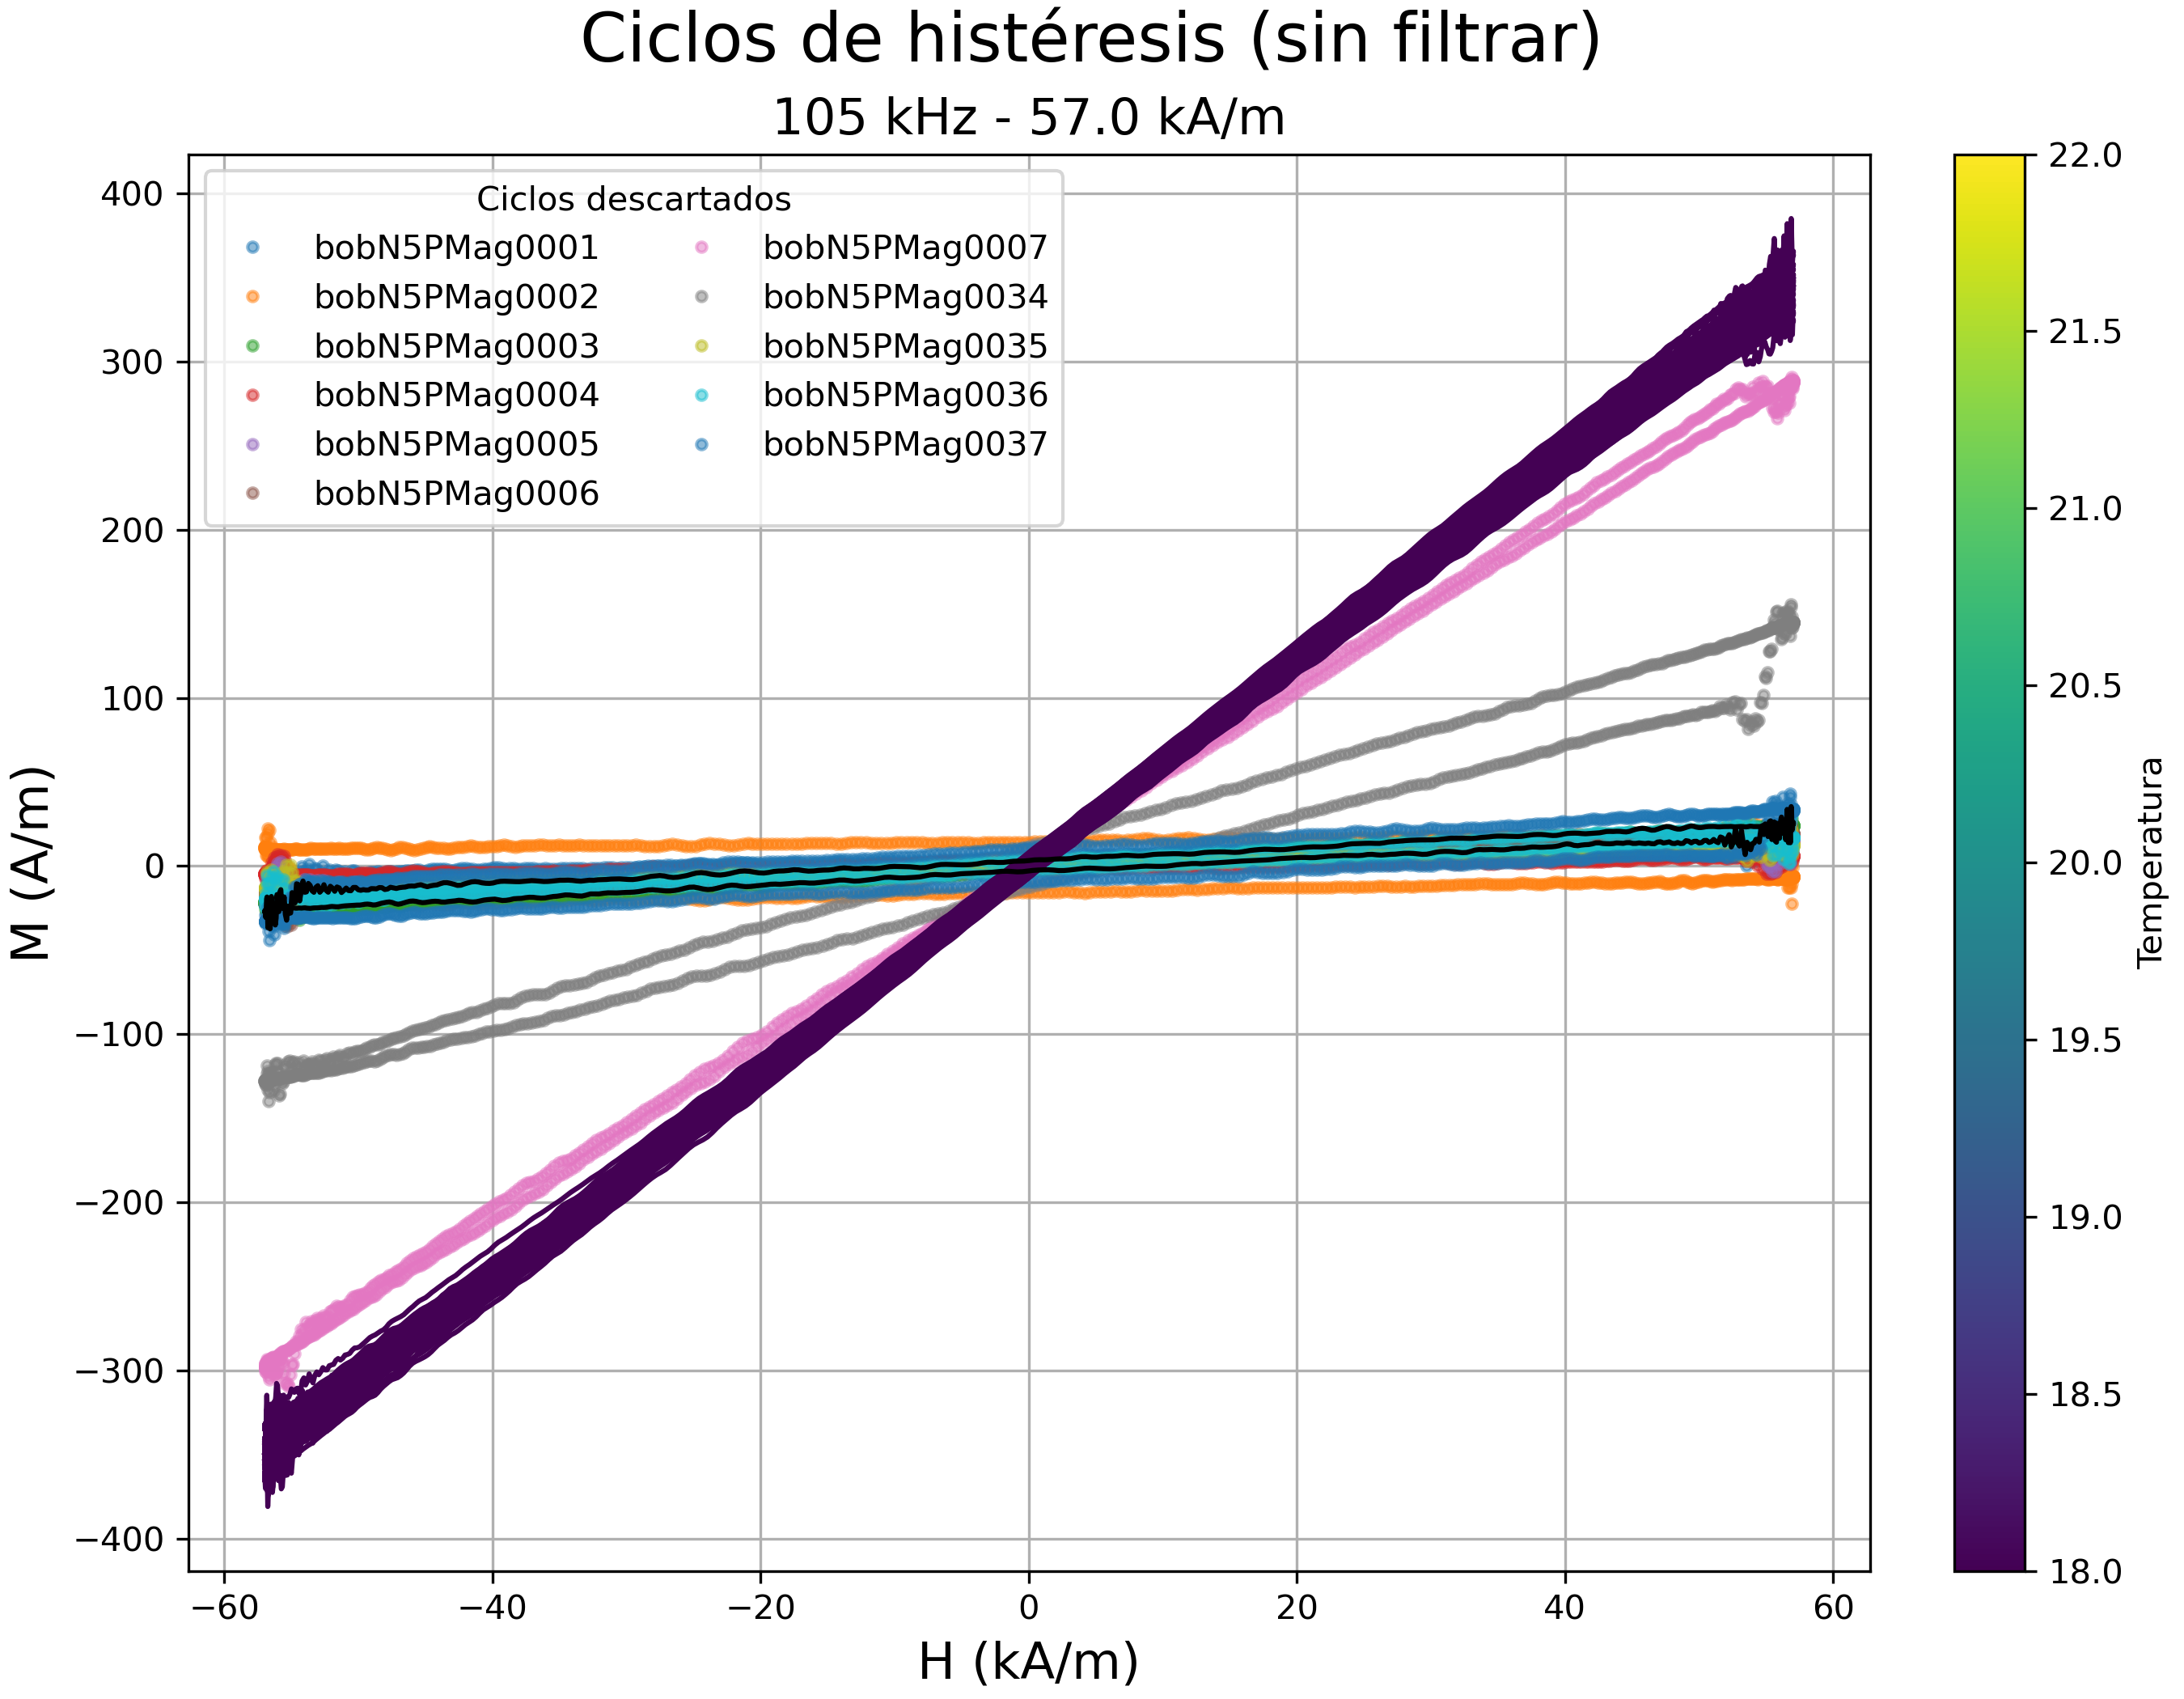 Ciclos de histéresis (sin filtrar)
105 kHz - 57.0 kA/m
Ciclos descartados
bobN5PMag0001
bobN5PMag0002
bobN5PMag0003
bobN5PMag0004
bobN5PMag0005
bobN5PMag0006
bobN5PMag0007
bobN5PMag0034
bobN5PMag0035
bobN5PMag0036
bobN5PMag0037
M (A/m)
400
300
200
100
0
−100
−200
−300
−400
−60
−40
−20
0
20
40
60
H (kA/m)
22.0
21.5
21.0
20.5
20.0
19.5
19.0
18.5
18.0
Temperatura